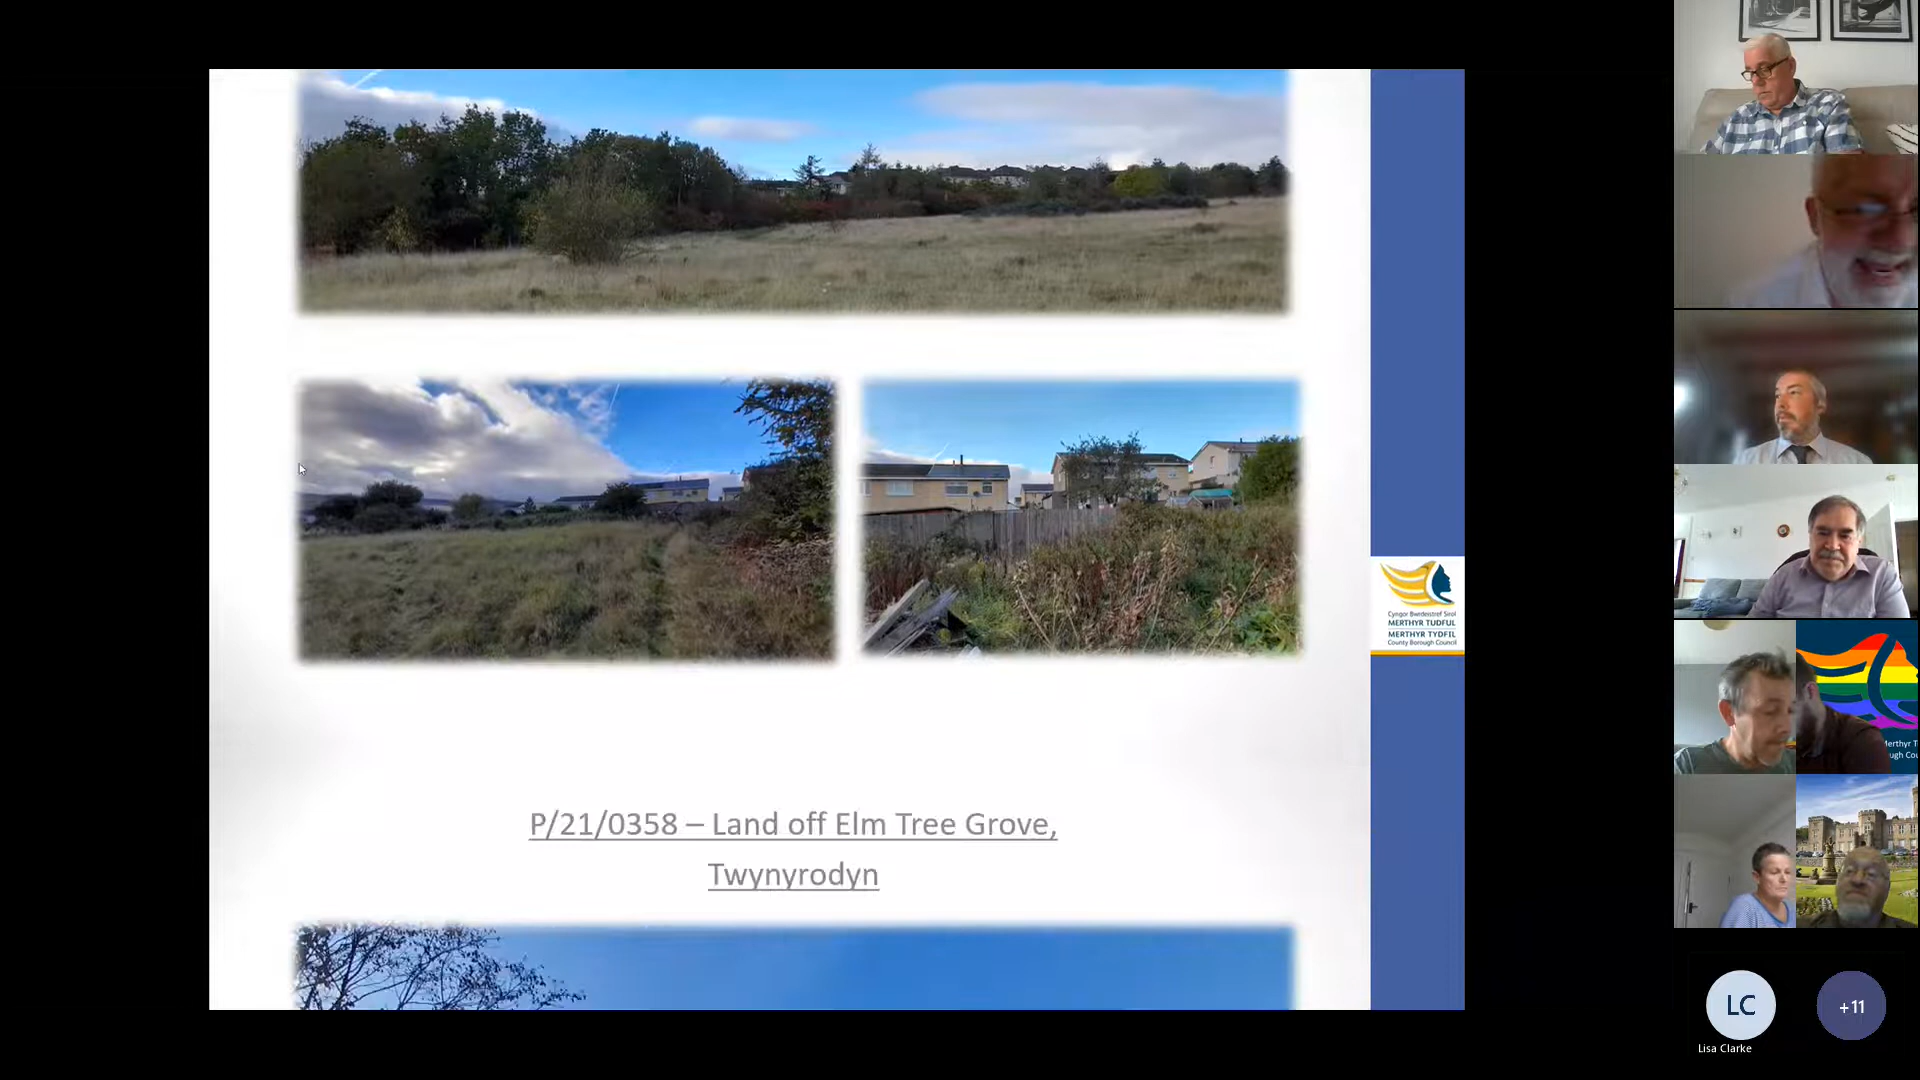 Cyngor Bwrdeistref Sirol
MERTHYR TUDFUL
MERTHYR TYDFIL
County Borough Council
P/21/0358 – Land off Elm Tree Grove,
Twynyrodyn
LC
+11
Lisa Clarke